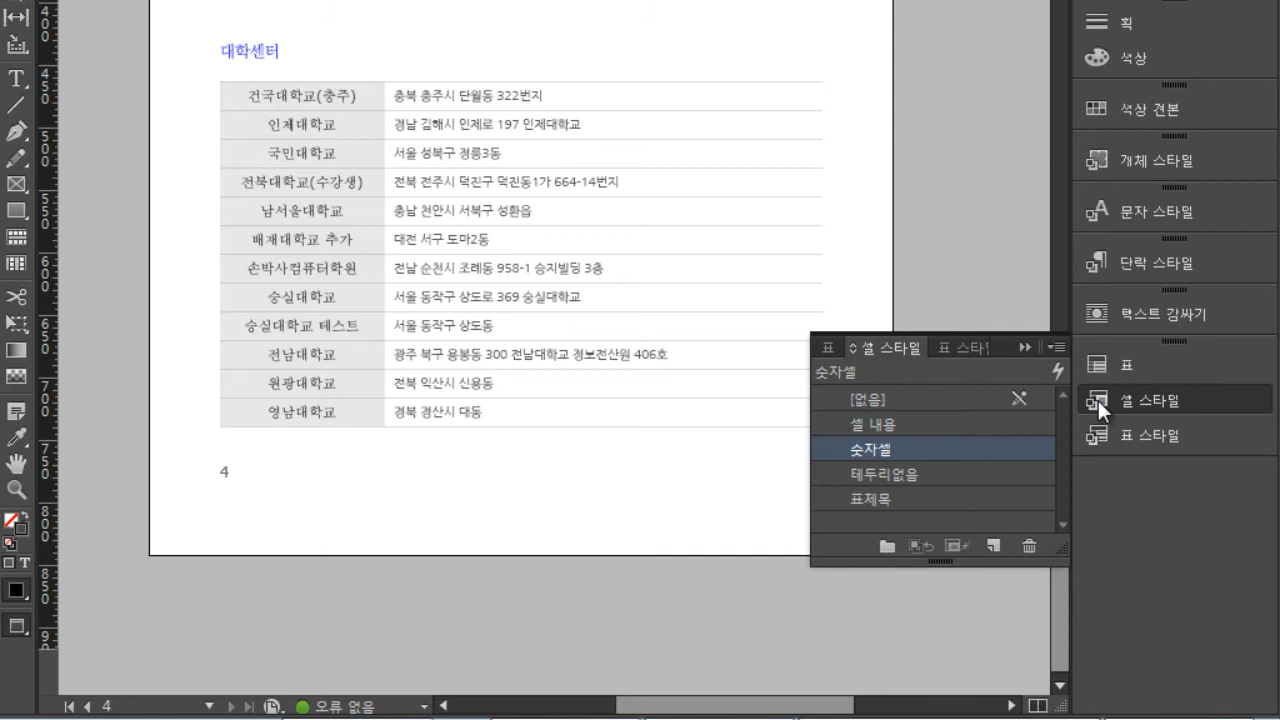 대학센터
건국대학교(충주) 충북 충주시 단월동 322번지
인제대학교 경남 김해시 인제로 197 인제대학교
국민대학교 서울 성북구 정릉3동
전북대학교(수강생) 전북 전주시 덕진구 덕진동1가 664-14번지
남서울대학교 충남 천안시 서북구 성환읍
배재대학교 추가 대전 서구 도마2동
손박사컴퓨터학원 전남 순천시 조례동 958-1 승지빌딩 3층
숭실대학교 서울 동작구 상도로 369 숭실대학교
숭실대학교 테스트 서울 동작구 상도동
전남대학교 광주 북구 용봉동 300 전남대학교 정보전산원 406호
원광대학교 전북 익산시 신용동
영남대학교 경북 경산시 대동
4
표 셀 스타일 표 스타일
숫자셀
[없음]
셀 내용
숫자셀
테두리없음
표제목
획
색상
색상 견본
개체 스타일
문자 스타일
단락 스타일
텍스트 감싸기
표
셀 스타일
표 스타일
400
450
500
550
600
650
700
750
800
850
4 오류 없음